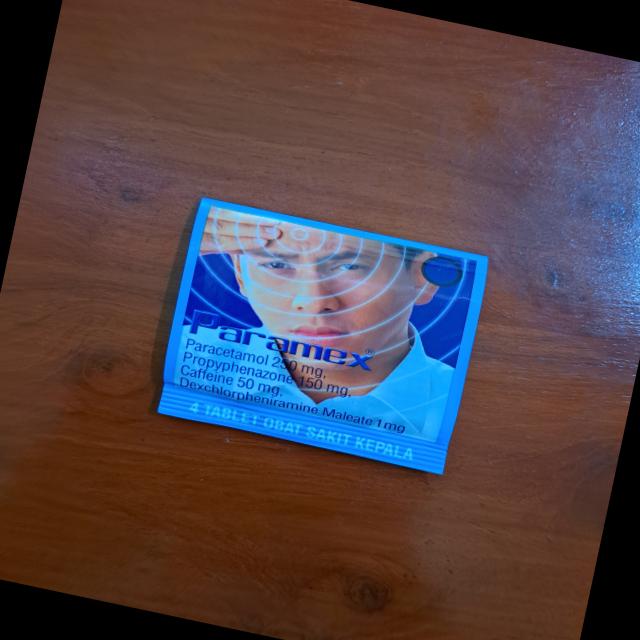 Paramex®
Paracetamol 250 mg,
Propyphenazone 150 mg,
Caffeine 50 mg,
Dexchlorpheniramine Maleate 1 mg
4 TABLET OBAT SAKIT KEPALA